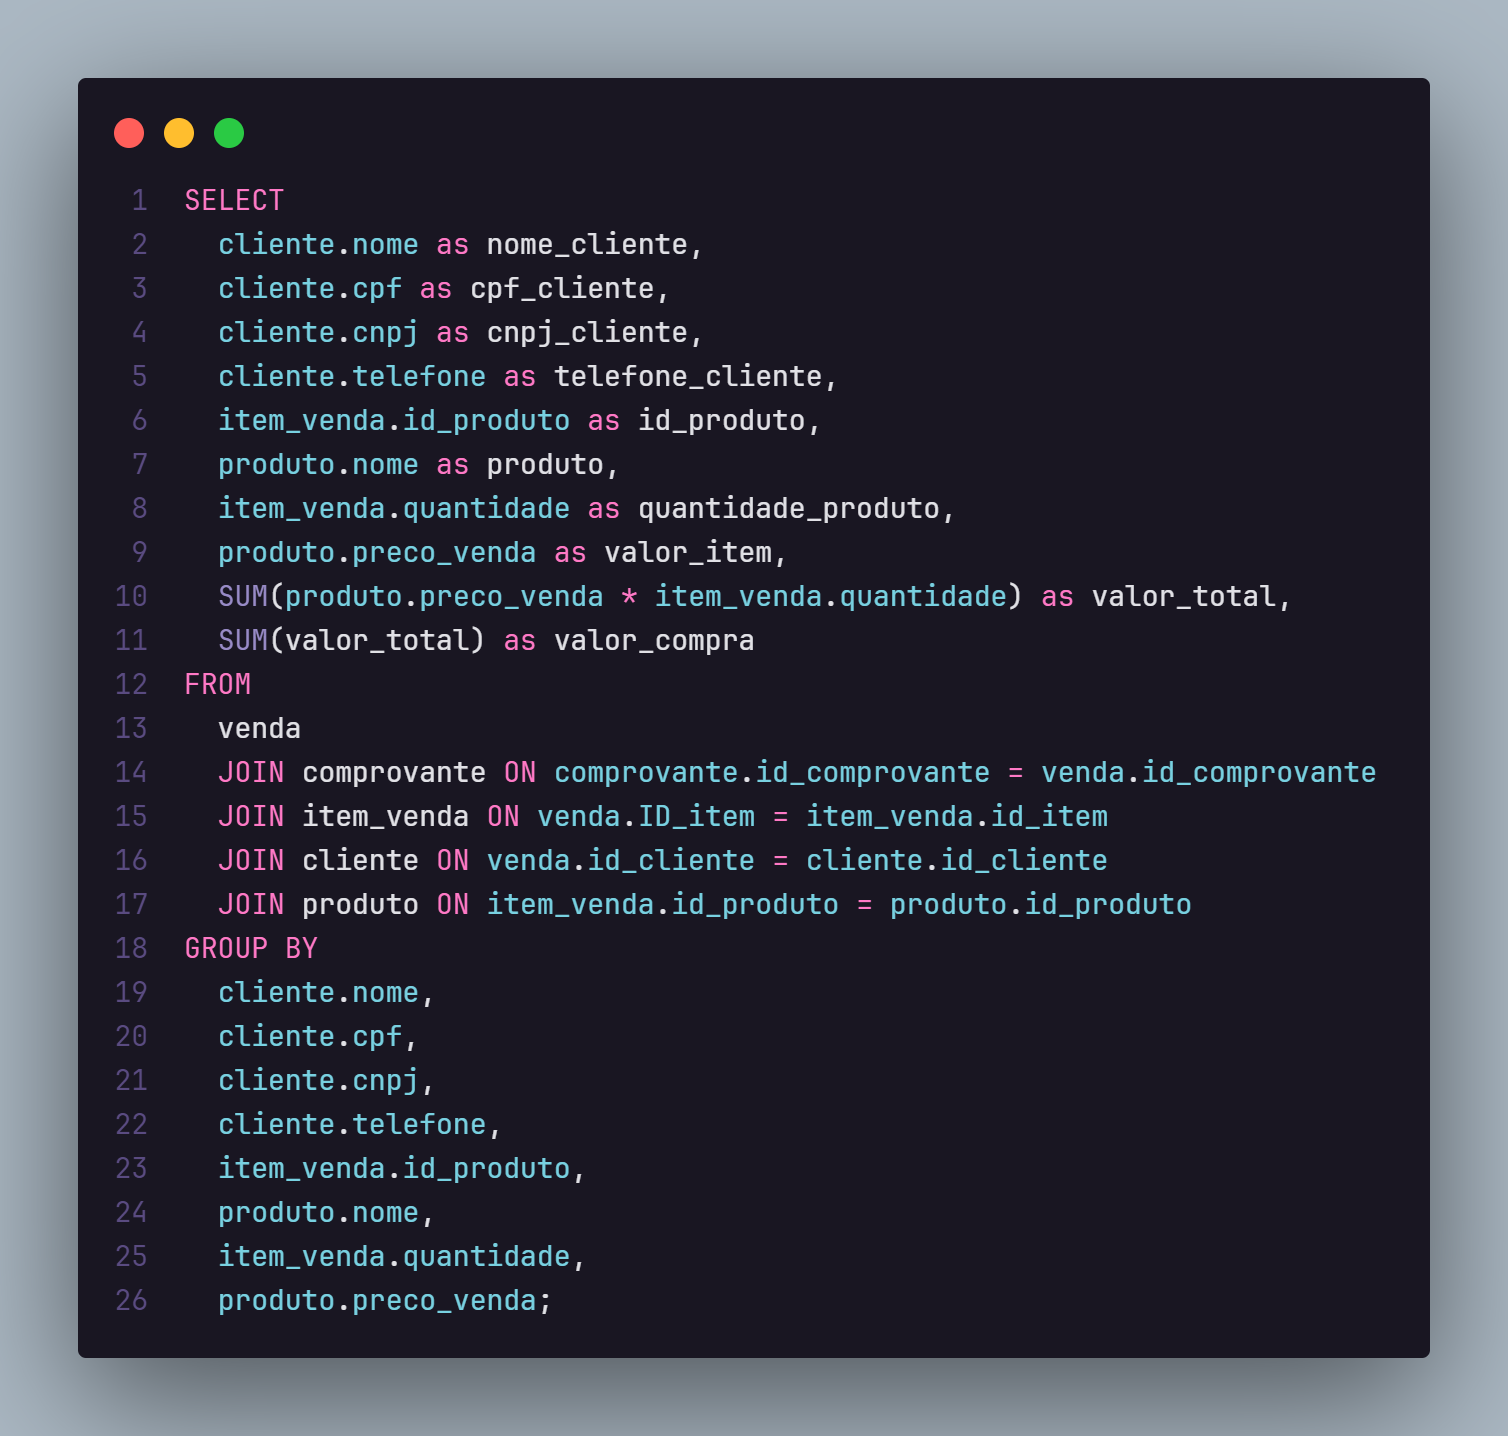 1 SELECT
2 cliente.nome as nome_cliente,
3 cliente.cpf as cpf_cliente,
4 cliente.cnpj as cnpj_cliente,
5 cliente.telefone as telefone_cliente,
6 item_venda.id_produto as id_produto,
7 produto.nome as produto,
8 item_venda.quantidade as quantidade_produto,
9 produto.preco_venda as valor_item,
10 SUM(produto.preco_venda * item_venda.quantidade) as valor_total,
11 SUM(valor_total) as valor_compra
12 FROM
13 venda
14 JOIN comprovante ON comprovante.id_comprovante = venda.id_comprovante
15 JOIN item_venda ON venda.ID_item = item_venda.id_item
16 JOIN cliente ON venda.id_cliente = cliente.id_cliente
17 JOIN produto ON item_venda.id_produto = produto.id_produto
18 GROUP BY
19 cliente.nome,
20 cliente.cpf,
21 cliente.cnpj,
22 cliente.telefone,
23 item_venda.id_produto,
24 produto.nome,
25 item_venda.quantidade,
26 produto.preco_venda;